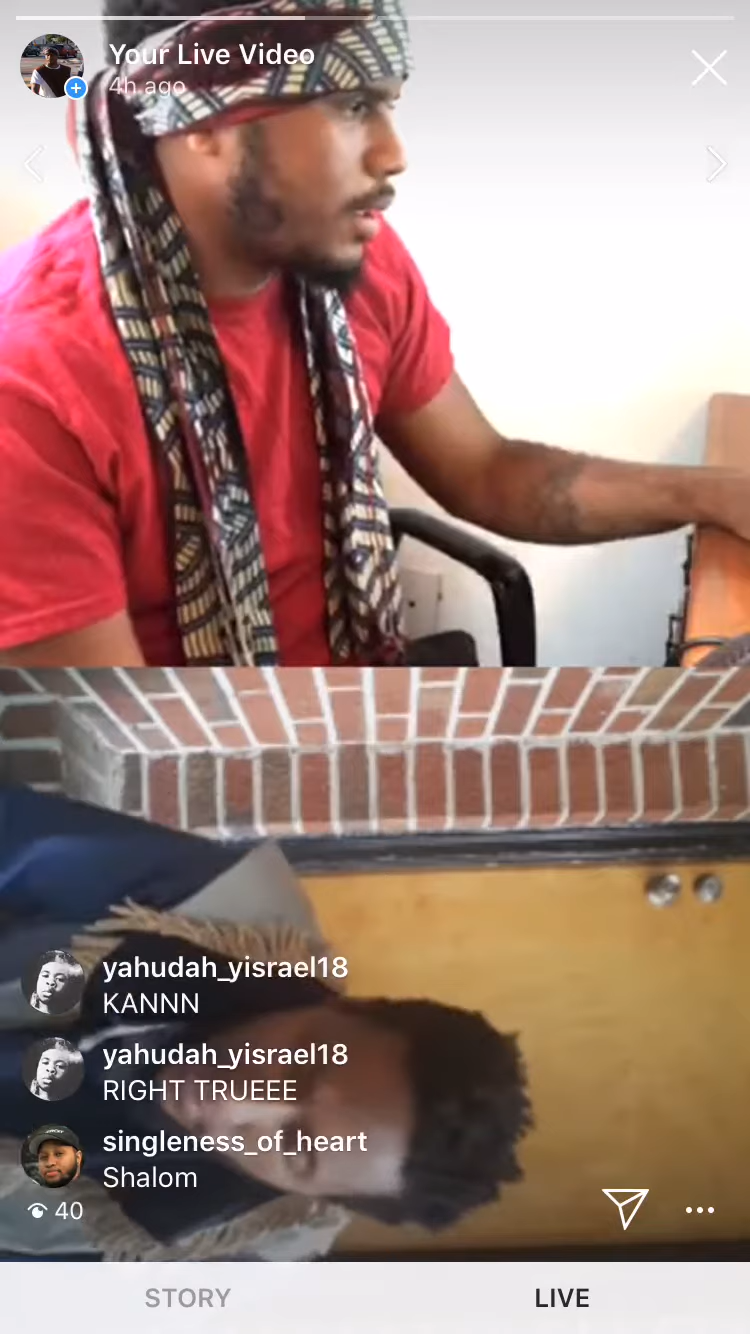 Your Live Video
4h ago
yahudah_yisrael18
KANNN
yahudah_yisrael18
RIGHT TRUEEE
singleness_of_heart
Shalom
40
STORY
LIVE